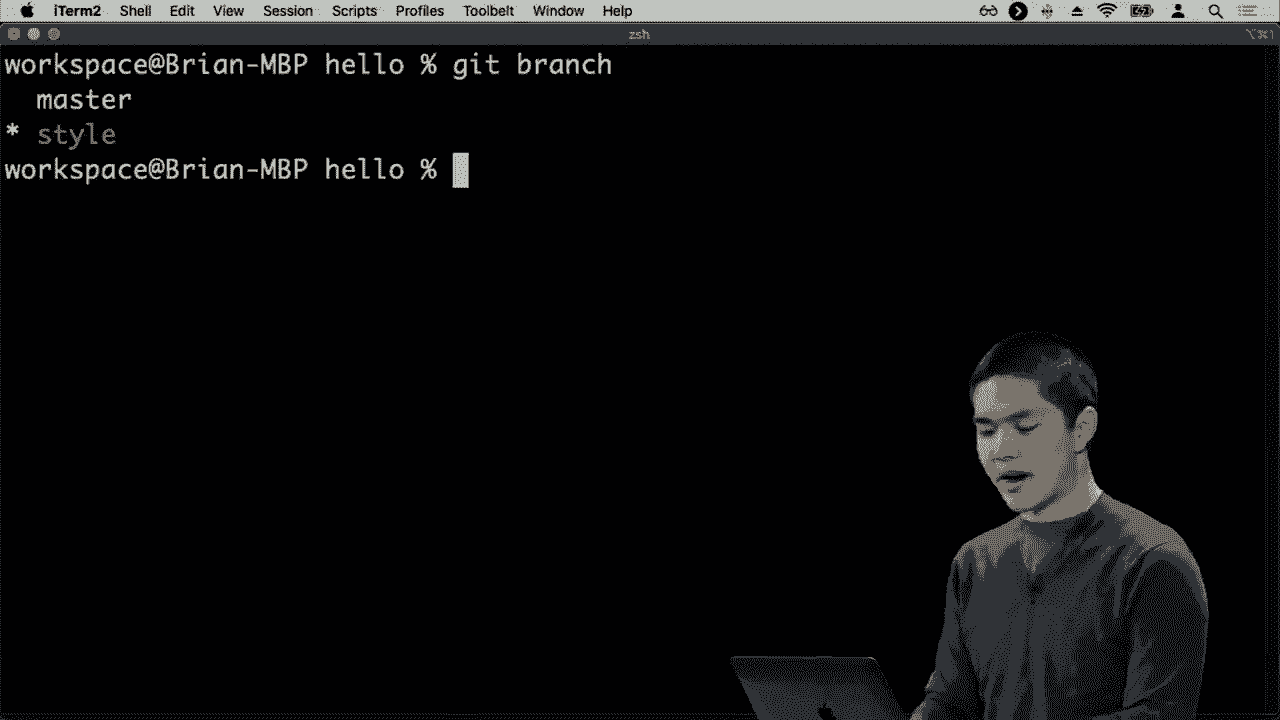 iTerm2 Shell Edit View Session Scripts Profiles Toolbelt Window Help
zsh
workspace@Brian-MBP hello % git branch
master
* style
workspace@Brian-MBP hello %